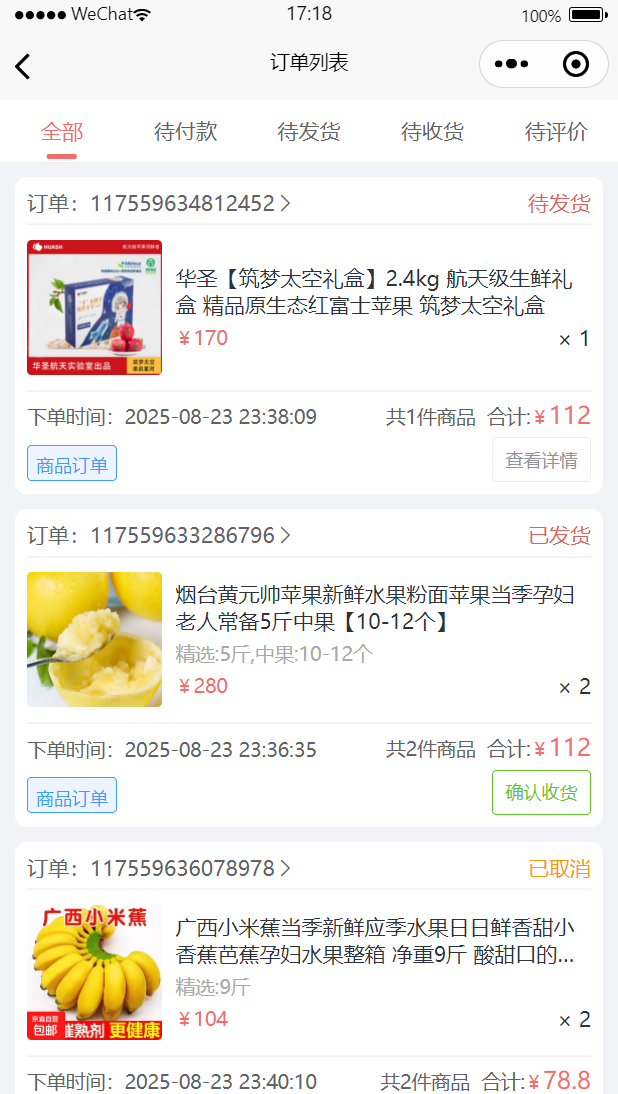 WeChat 17:18 100%
订单列表
全部 待付款 待发货 待收货 待评价
订单：117559634812452 待发货
HUASH
华圣航天实验室出品
筑梦太空
果启星河
华圣【筑梦太空礼盒】2.4kg 航天级生鲜礼
盒 精品原生态红富士苹果 筑梦太空礼盒
￥170 × 1
下单时间：2025-08-23 23:38:09 共1件商品 合计:￥112
商品订单 查看详情
订单：117559633286796 已发货
烟台黄元帅苹果新鲜水果粉面苹果当季孕妇
老人常备5斤中果【10-12个】
精选:5斤,中果:10-12个
￥280 × 2
下单时间：2025-08-23 23:36:35 共2件商品 合计:￥112
商品订单 确认收货
订单：117559636078978 已取消
广西小米蕉
京喜自营
包邮 催熟剂 更健康
广西小米蕉当季新鲜应季水果日日鲜香甜小
香蕉芭蕉孕妇水果整箱 净重9斤 酸甜口的...
精选:9斤
￥104 × 2
下单时间：2025-08-23 23:40:10 共2件商品 合计:￥78.8